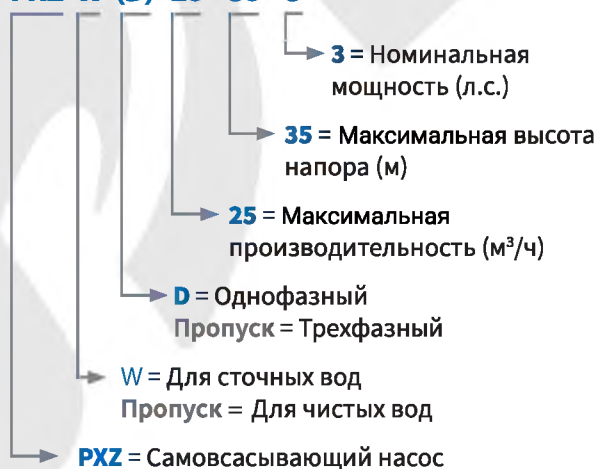 3 = Номинальная
мощность (л.с.)
35 = Максимальная высота
напора (м)
25 = Максимальная
производительность (м³/ч)
D = Однофазный
Пропуск = Трехфазный
W = Для сточных вод
Пропуск = Для чистых вод
PXZ = Самовсасывающий насос